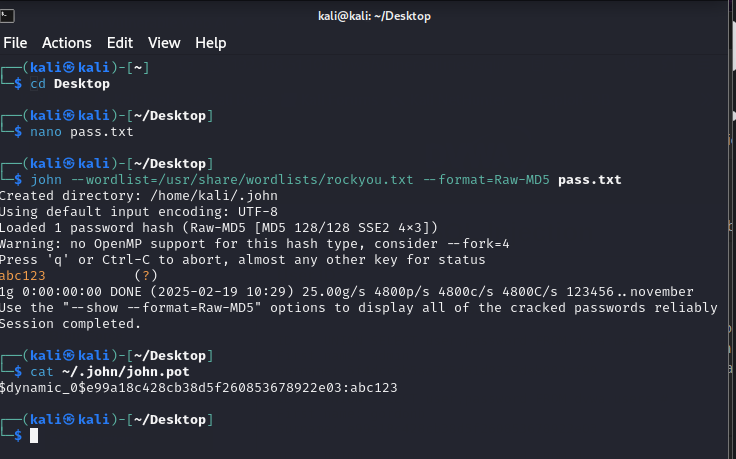 kali@kali: ~/Desktop
File Actions Edit View Help
┌──(kali㉿kali)-[~]
└─$ cd Desktop
┌──(kali㉿kali)-[~/Desktop]
└─$ nano pass.txt
┌──(kali㉿kali)-[~/Desktop]
└─$ john --wordlist=/usr/share/wordlists/rockyou.txt --format=Raw-MD5 pass.txt
Created directory: /home/kali/.john
Using default input encoding: UTF-8
Loaded 1 password hash (Raw-MD5 [MD5 128/128 SSE2 4×3])
Warning: no OpenMP support for this hash type, consider --fork=4
Press 'q' or Ctrl-C to abort, almost any other key for status
abc123           (?)
1g 0:00:00:00 DONE (2025-02-19 10:29) 25.00g/s 4800p/s 4800c/s 4800C/s 123456..november
Use the "--show --format=Raw-MD5" options to display all of the cracked passwords reliably
Session completed.
┌──(kali㉿kali)-[~/Desktop]
└─$ cat ~/.john/john.pot
$dynamic_0$e99a18c428cb38d5f260853678922e03:abc123
┌──(kali㉿kali)-[~/Desktop]
└─$